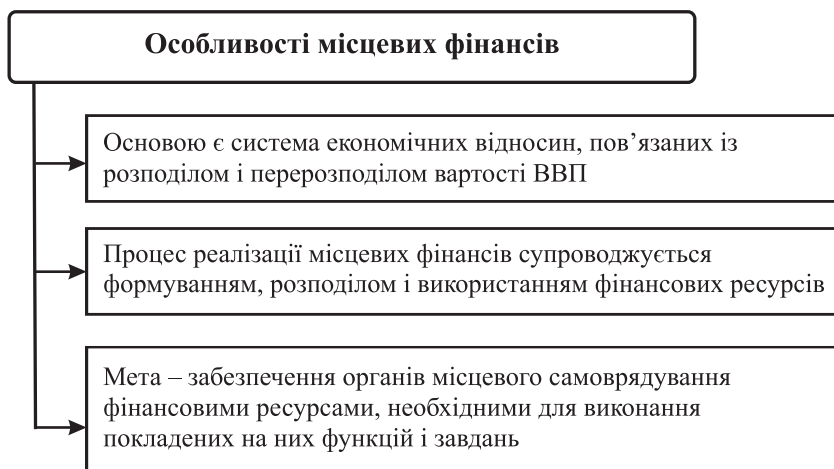 Особливості місцевих фінансів
Основою є система економічних відносин, пов’язаних із
розподілом і перерозподілом вартості ВВП
Процес реалізації місцевих фінансів супроводжується
формуванням, розподілом і використанням фінансових ресурсів
Мета – забезпечення органів місцевого самоврядування
фінансовими ресурсами, необхідними для виконання
покладених на них функцій і завдань